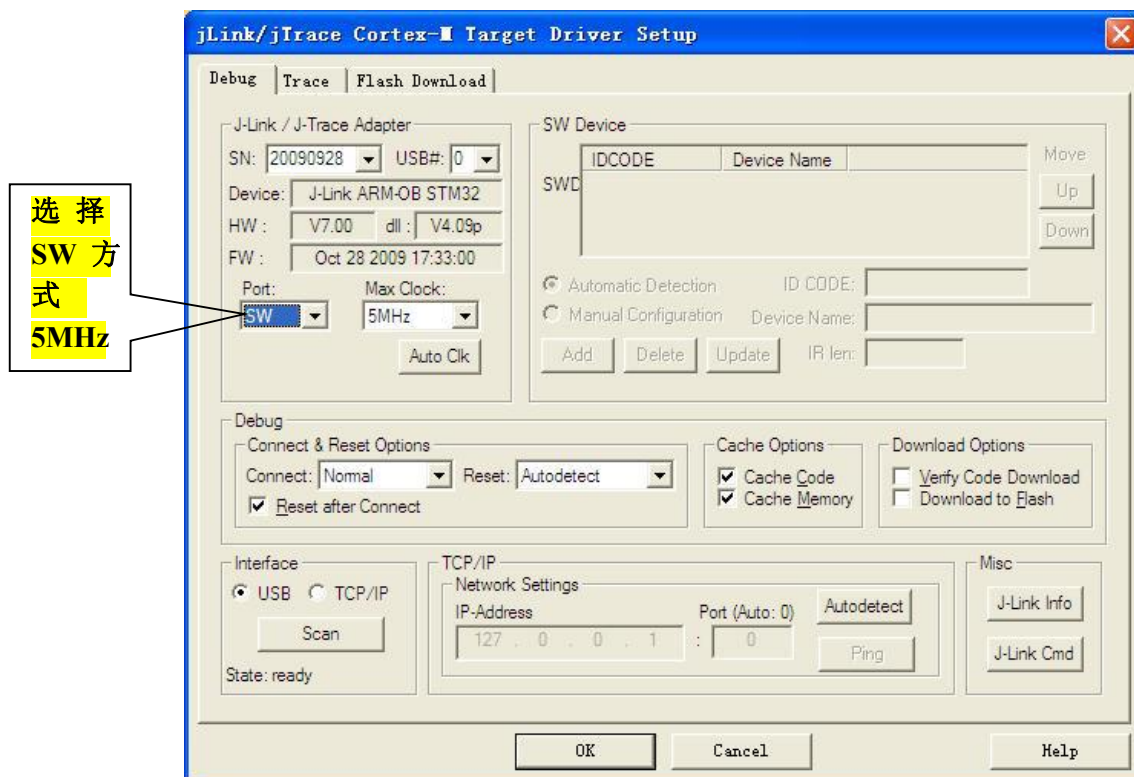 jLink/jTrace Cortex-M Target Driver Setup
Debug
Trace
Flash Download
选 择
SW 方
式
5MHz
J-Link / J-Trace Adapter
SN: 20090928 USB#: 0
Device: J-Link ARM-OB STM32
HW : V7.00 dll : V4.09p
FW : Oct 28 2009 17:33:00
Port: Max Clock:
SW 5MHz
Auto Clk
SW Device
IDCODE Device Name
SWD
Move
Up
Down
Automatic Detection ID CODE:
Manual Configuration Device Name:
Add Delete Update IR len:
Debug
Connect & Reset Options
Connect: Normal Reset: Autodetect
Reset after Connect
Cache Options
Cache Code
Cache Memory
Download Options
Verify Code Download
Download to Flash
Interface
USB TCP/IP
Scan
State: ready
TCP/IP
Network Settings
IP-Address Port (Auto: 0)
127 . 0 . 0 . 1 : 0
Autodetect
Ping
Misc
J-Link Info
J-Link Cmd
OK Cancel Help